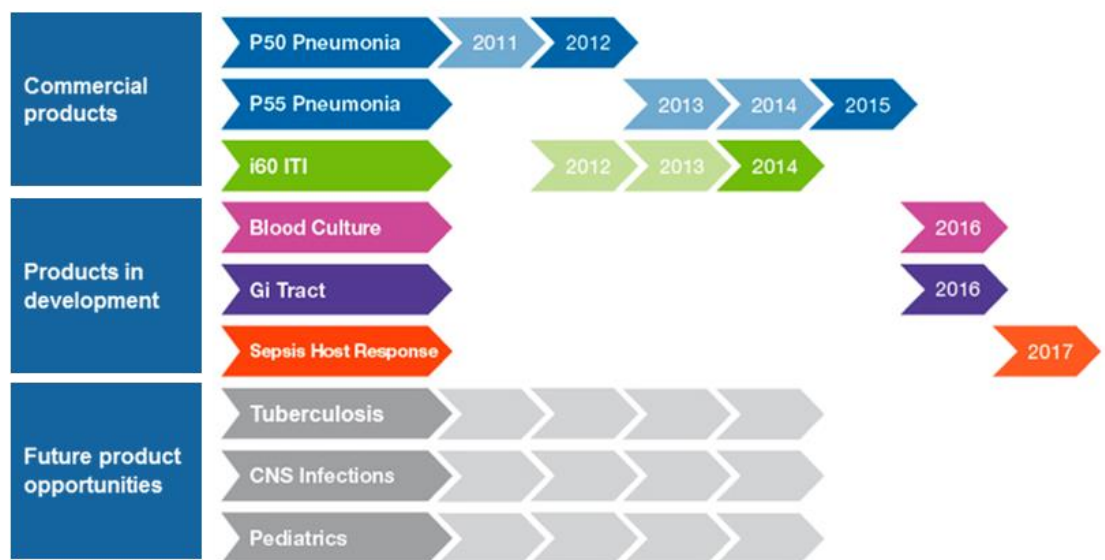 Commercial
products
P50 Pneumonia 2011 2012
P55 Pneumonia 2013 2014 2015
i60 ITI 2012 2013 2014
Products in
development
Blood Culture 2016
Gi Tract 2016
Sepsis Host Response 2017
Future product
opportunities
Tuberculosis
CNS Infections
Pediatrics